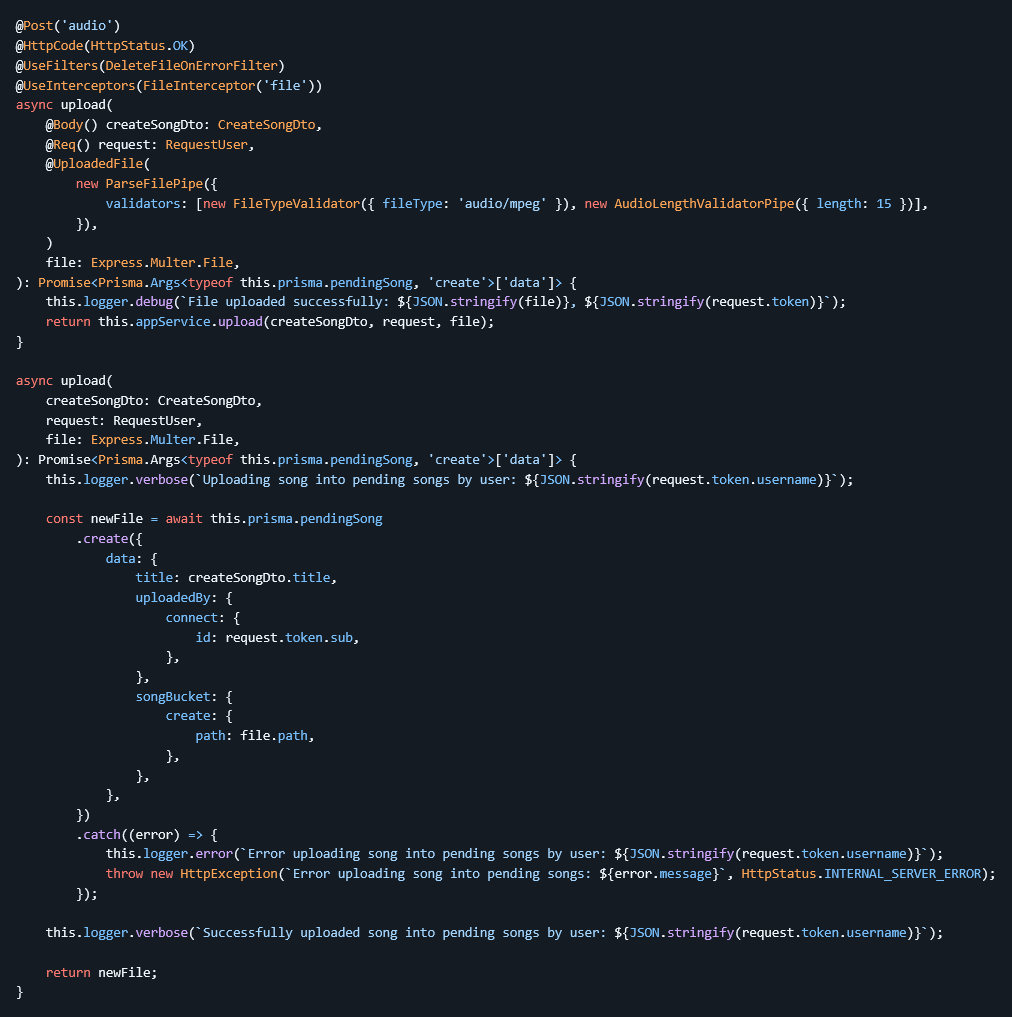 @Post('audio')
@HttpCode(HttpStatus.OK)
@UseFilters(DeleteFileOnErrorFilter)
@UseInterceptors(FileInterceptor('file'))
async upload(
    @Body() createSongDto: CreateSongDto,
    @Req() request: RequestUser,
    @UploadedFile(
        new ParseFilePipe({
            validators: [new FileTypeValidator({ fileType: 'audio/mpeg' }), new AudioLengthValidatorPipe({ length: 15 })],
        }),
    )
    file: Express.Multer.File,
): Promise<Prisma.Args<typeof this.prisma.pendingSong, 'create'>['data']> {
    this.logger.debug(`File uploaded successfully: ${JSON.stringify(file)}, ${JSON.stringify(request.token)}`);
    return this.appService.upload(createSongDto, request, file);
}

async upload(
    createSongDto: CreateSongDto,
    request: RequestUser,
    file: Express.Multer.File,
): Promise<Prisma.Args<typeof this.prisma.pendingSong, 'create'>['data']> {
    this.logger.verbose(`Uploading song into pending songs by user: ${JSON.stringify(request.token.username)}`);

    const newFile = await this.prisma.pendingSong
        .create({
            data: {
                title: createSongDto.title,
                uploadedBy: {
                    connect: {
                        id: request.token.sub,
                    },
                },
                songBucket: {
                    create: {
                        path: file.path,
                    },
                },
            },
        })
        .catch((error) => {
            this.logger.error(`Error uploading song into pending songs by user: ${JSON.stringify(request.token.username)}`);
            throw new HttpException(`Error uploading song into pending songs: ${error.message}`, HttpStatus.INTERNAL_SERVER_ERROR);
        });

    this.logger.verbose(`Successfully uploaded song into pending songs by user: ${JSON.stringify(request.token.username)}`);

    return newFile;
}